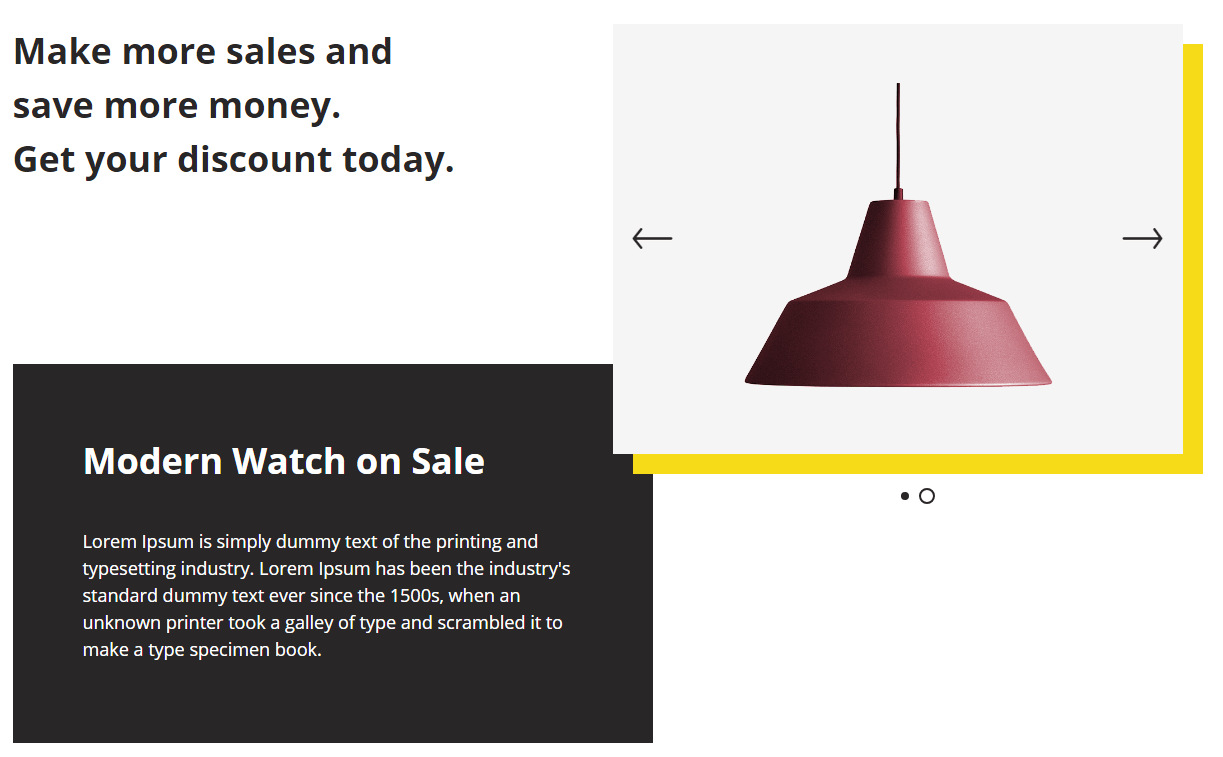 Make more sales and
save more money.
Get your discount today.
Modern Watch on Sale
Lorem Ipsum is simply dummy text of the printing and
typesetting industry. Lorem Ipsum has been the industry's
standard dummy text ever since the 1500s, when an
unknown printer took a galley of type and scrambled it to
make a type specimen book.